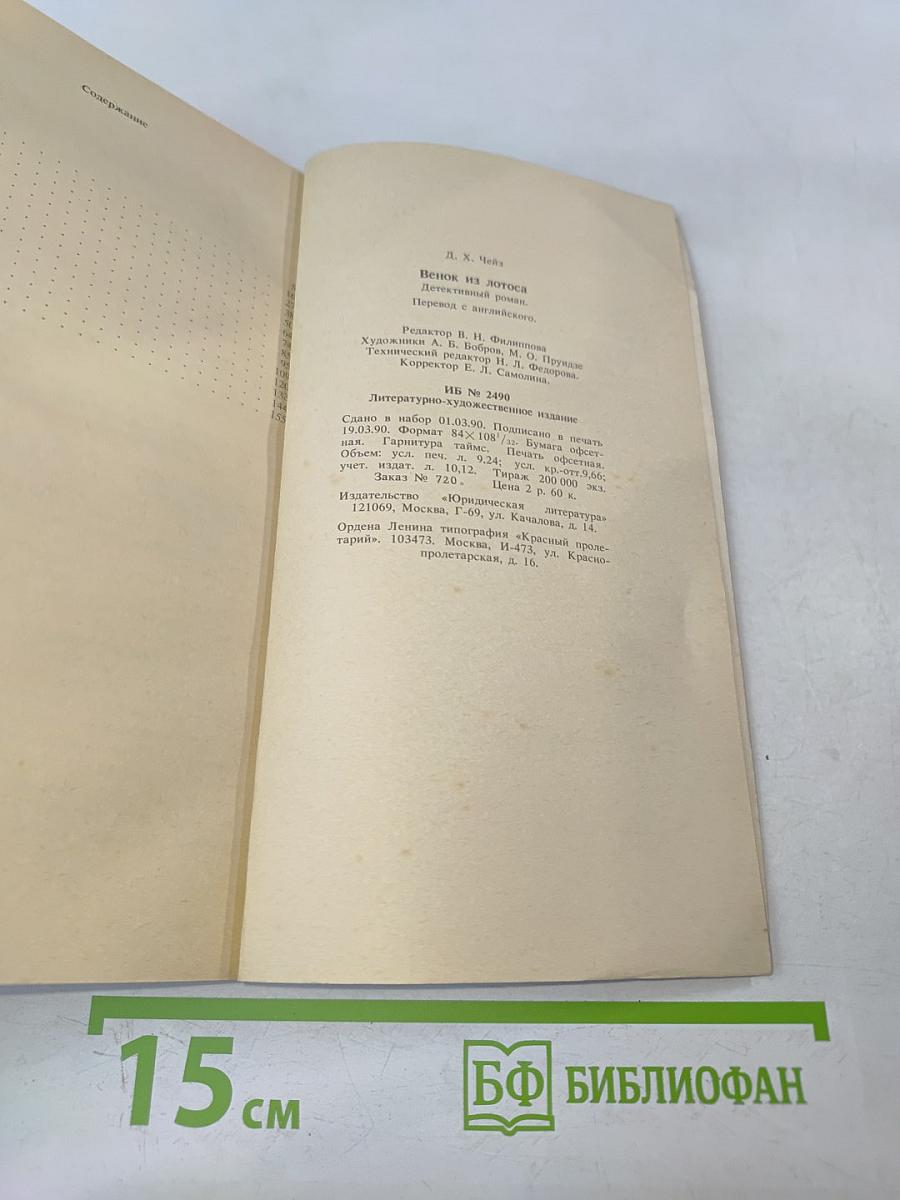 Содержание
100
120
132
144
155
Д. Х. Чейз
Венок из лотоса
Детективный роман.
Перевод с английского.
Редактор В. Н. Филиппова
Художники А. Б. Бобров, М. О. Пруидзе
Технический редактор Н. Л. Федорова.
Корректор Е. Л. Самолина.
ИБ № 2490
Литературно-художественное издание
Сдано в набор 01.03.90. Подписано в печать
19.03.90. Формат 84×108¹/₃₂. Бумага офсет-
ная. Гарнитура таймс. Печать офсетная.
Объем: усл. печ. л. 9.24; усл. кр.-отт.9,66;
учет. издат. л. 10,12. Тираж 200 000 экз.
Заказ № 720. Цена 2 р. 60 к.
Издательство «Юридическая литература»
121069, Москва, Г-69, ул. Качалова, д. 14.
Ордена Ленина типография «Красный проле-
тарий». 103473. Москва, И-473, ул. Красно-
пролетарская, д. 16.
15 см
БФ БИБЛИОФАН